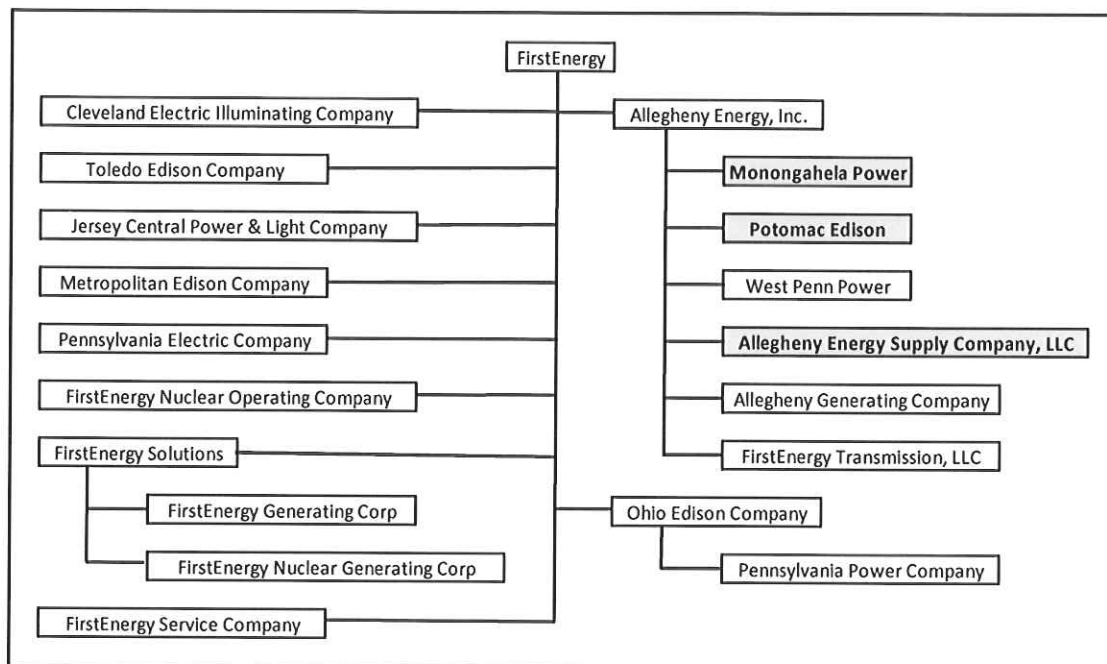 FirstEnergy
Cleveland Electric Illuminating Company
Allegheny Energy, Inc.
Toledo Edison Company
Monongahela Power
Jersey Central Power & Light Company
Potomac Edison
Metropolitan Edison Company
West Penn Power
Pennsylvania Electric Company
Allegheny Energy Supply Company, LLC
FirstEnergy Nuclear Operating Company
Allegheny Generating Company
FirstEnergy Solutions
FirstEnergy Transmission, LLC
FirstEnergy Generating Corp
Ohio Edison Company
FirstEnergy Nuclear Generating Corp
Pennsylvania Power Company
FirstEnergy Service Company